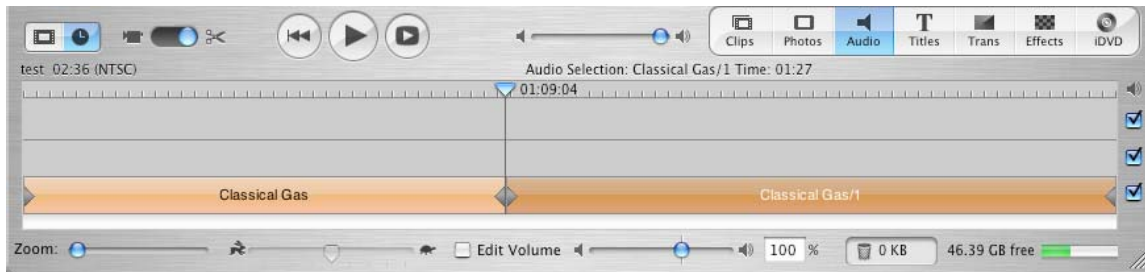 Clips Photos Audio Titles Trans Effects iDVD
test 02:36 (NTSC) Audio Selection: Classical Gas/1 Time: 01:27
01:09:04
Classical Gas Classical Gas/1
Zoom: Edit Volume 100 % 0 KB 46.39 GB free